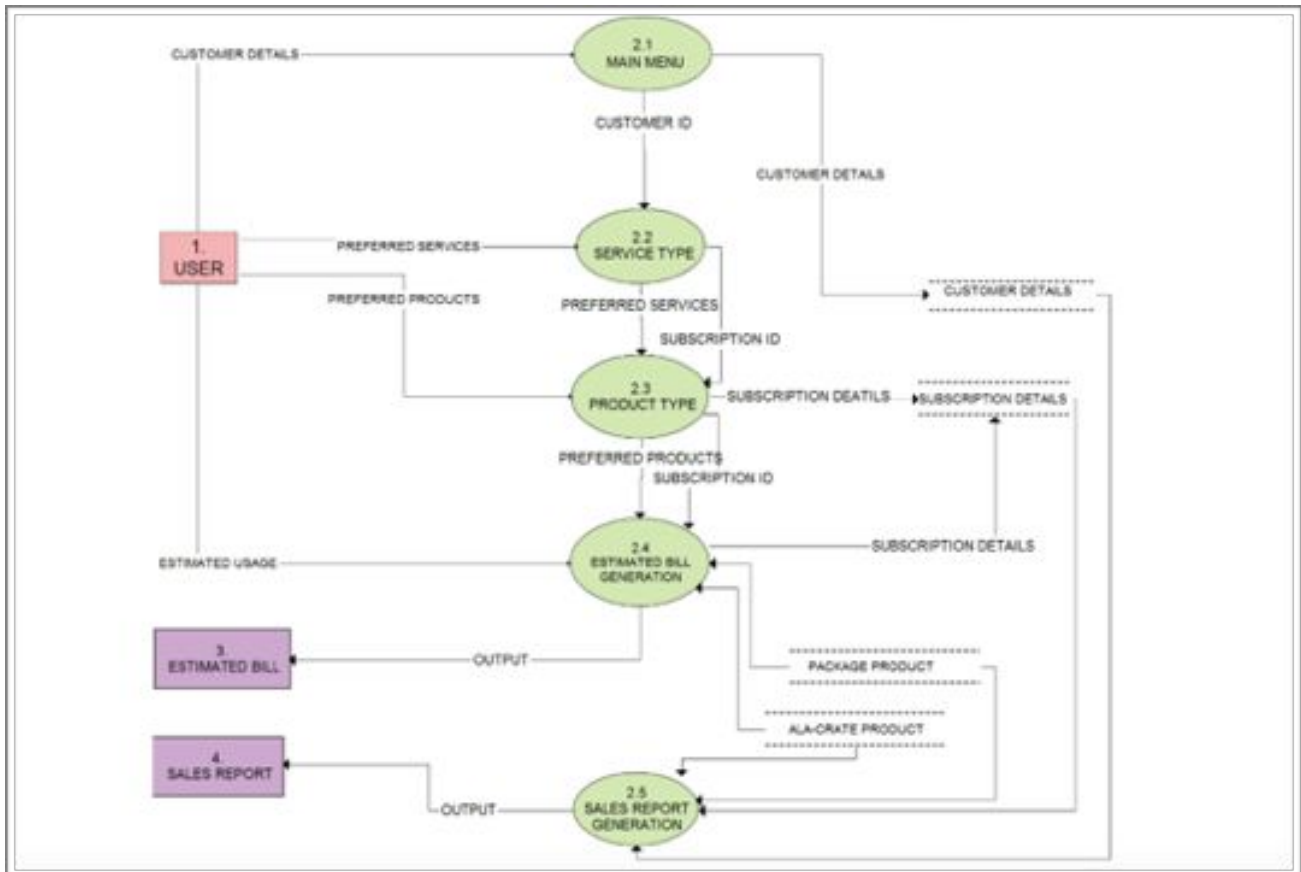 2.1
MAIN MENU
CUSTOMER DETAILS
CUSTOMER ID
CUSTOMER DETAILS
1.
USER
PREFERRED SERVICES
2.2
SERVICE TYPE
PREFERRED PRODUCTS
PREFERRED SERVICES
CUSTOMER DETAILS
SUBSCRIPTION ID
2.3
PRODUCT TYPE
SUBSCRIPTION DEATILS
SUBSCRIPTION DETAILS
PREFERRED PRODUCTS
SUBSCRIPTION ID
2.4
ESTIMATED BILL
GENERATION
SUBSCRIPTION DETAILS
ESTIMATED USAGE
3.
ESTIMATED BILL
OUTPUT
PACKAGE PRODUCT
ALA-CRATE PRODUCT
4.
SALES REPORT
OUTPUT
2.5
SALES REPORT
GENERATION